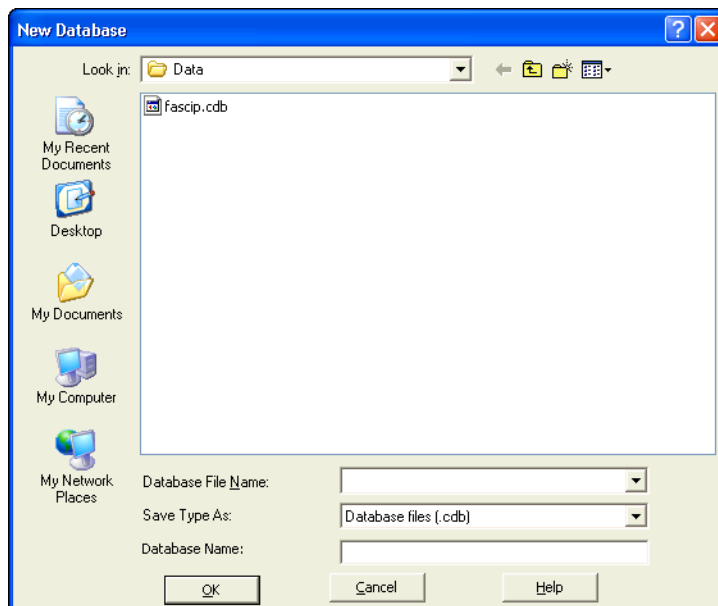 New Database
Look in:
Data
fascip.cdb
My Recent
Documents
Desktop
My Documents
My Computer
My Network
Places
Database File Name:
Save Type As:
Database files (.cdb)
Database Name:
OK
Cancel
Help